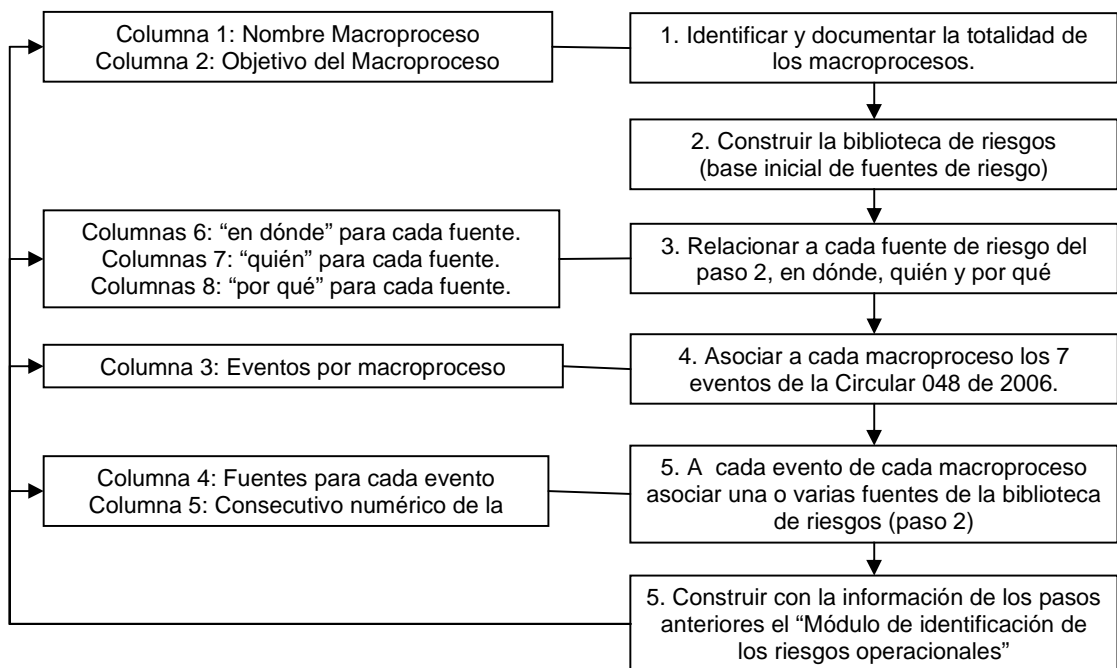 Columna 1: Nombre Macroproceso
Columna 2: Objetivo del Macroproceso
1. Identificar y documentar la totalidad de
los macroprocesos.
2. Construir la biblioteca de riesgos
(base inicial de fuentes de riesgo)
Columnas 6: “en dónde” para cada fuente.
Columnas 7: “quién” para cada fuente.
Columnas 8: “por qué” para cada fuente.
3. Relacionar a cada fuente de riesgo del
paso 2, en dónde, quién y por qué
Columna 3: Eventos por macroproceso
4. Asociar a cada macroproceso los 7
eventos de la Circular 048 de 2006.
Columna 4: Fuentes para cada evento
Columna 5: Consecutivo numérico de la
5. A cada evento de cada macroproceso
asociar una o varias fuentes de la biblioteca
de riesgos (paso 2)
5. Construir con la información de los pasos
anteriores el “Módulo de identificación de
los riesgos operacionales”